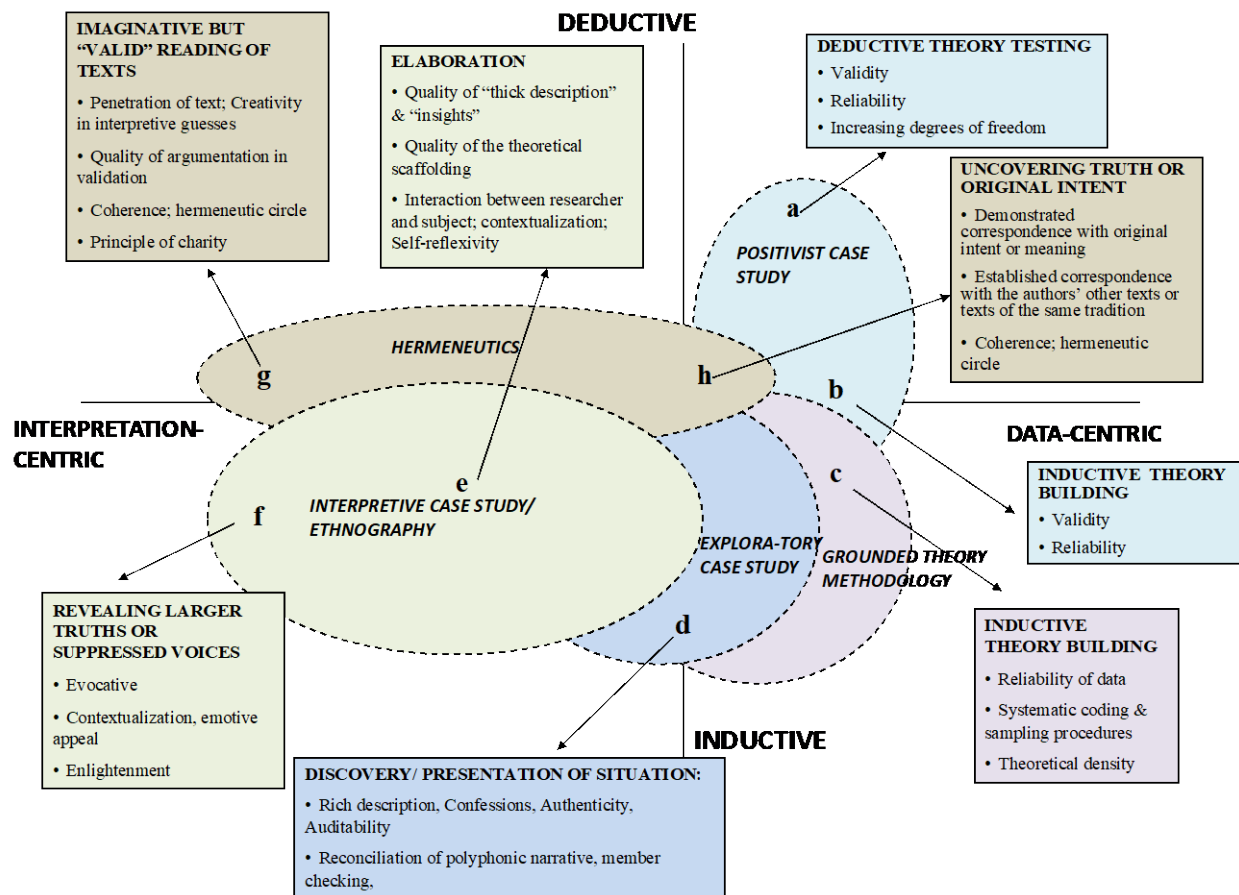 DEDUCTIVE
IMAGINATIVE BUT
“VALID” READING OF
TEXTS
• Penetration of text; Creativity
in interpretive guesses
• Quality of argumentation in
validation
• Coherence; hermeneutic circle
• Principle of charity
ELABORATION
• Quality of “thick description”
& “insights”
• Quality of the theoretical
scaffolding
• Interaction between researcher
and subject; contextualization;
Self-reflexivity
DEDUCTIVE THEORY TESTING
• Validity
• Reliability
• Increasing degrees of freedom
UNCOVERING TRUTH OR
ORIGINAL INTENT
• Demonstrated
correspondence with original
intent or meaning
• Established correspondence
with the authors’ other texts or
texts of the same tradition
• Coherence; hermeneutic
circle
a
POSITIVIST CASE
STUDY
HERMENEUTICS
g
h
b
INTERPRETATION-
CENTRIC
DATA-CENTRIC
c
e
INTERPRETIVE CASE STUDY/
ETHNOGRAPHY
f
EXPLORA-TORY
CASE STUDY
GROUNDED THEORY
METHODOLOGY
d
INDUCTIVE THEORY
BUILDING
• Validity
• Reliability
REVEALING LARGER
TRUTHS OR
SUPPRESSED VOICES
• Evocative
• Contextualization, emotive
appeal
• Enlightenment
INDUCTIVE
THEORY BUILDING
• Reliability of data
• Systematic coding &
sampling procedures
• Theoretical density
INDUCTIVE
DISCOVERY/ PRESENTATION OF SITUATION:
• Rich description, Confessions, Authenticity,
Auditability
• Reconciliation of polyphonic narrative, member
checking,